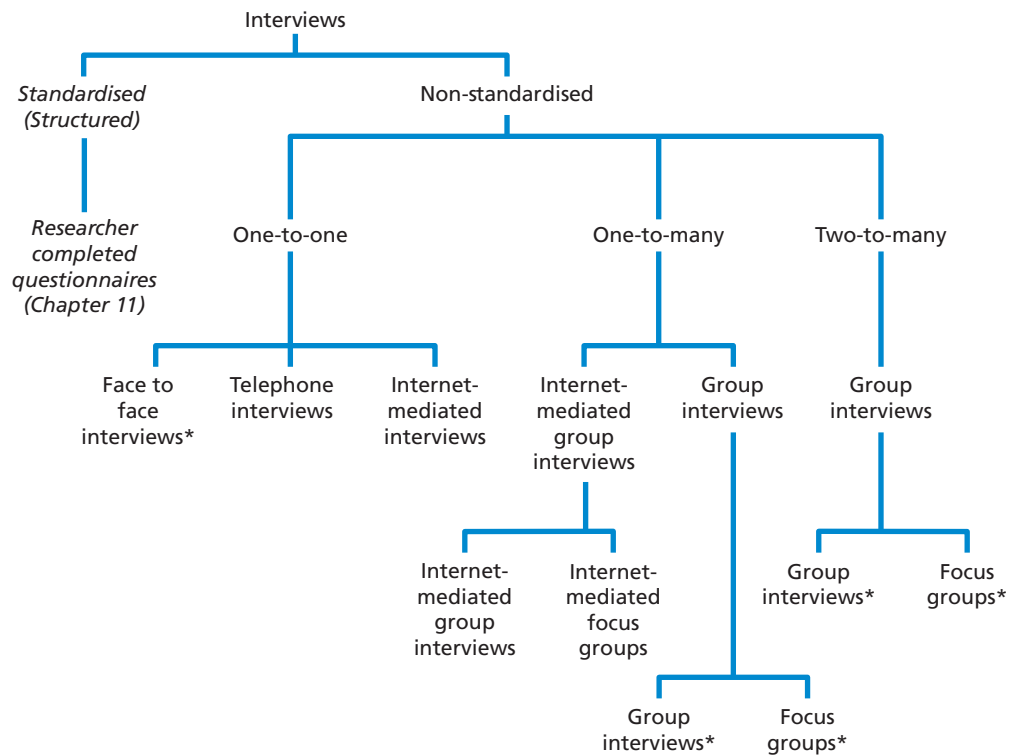 Interviews
Standardised
(Structured)
Non-standardised
Researcher
completed
questionnaires
(Chapter 11)
One-to-one
One-to-many
Two-to-many
Face to
face
interviews*
Telephone
interviews
Internet-
mediated
interviews
Internet-
mediated
group
interviews
Group
interviews
Group
interviews
Internet-
mediated
group
interviews
Internet-
mediated
focus
groups
Group
interviews*
Focus
groups*
Group
interviews*
Focus
groups*